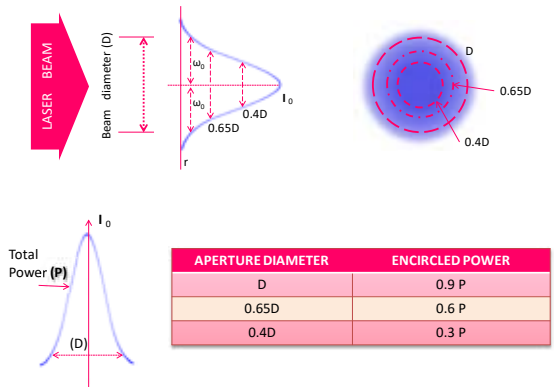 LASER BEAM
Beam diameter (D)
ω₀
ω₀
I₀
0.4D
0.65D
r
D
0.65D
0.4D
I₀
Total
Power (P)
(D)
APERTURE DIAMETER ENCIRCLED POWER
D 0.9 P
0.65D 0.6 P
0.4D 0.3 P